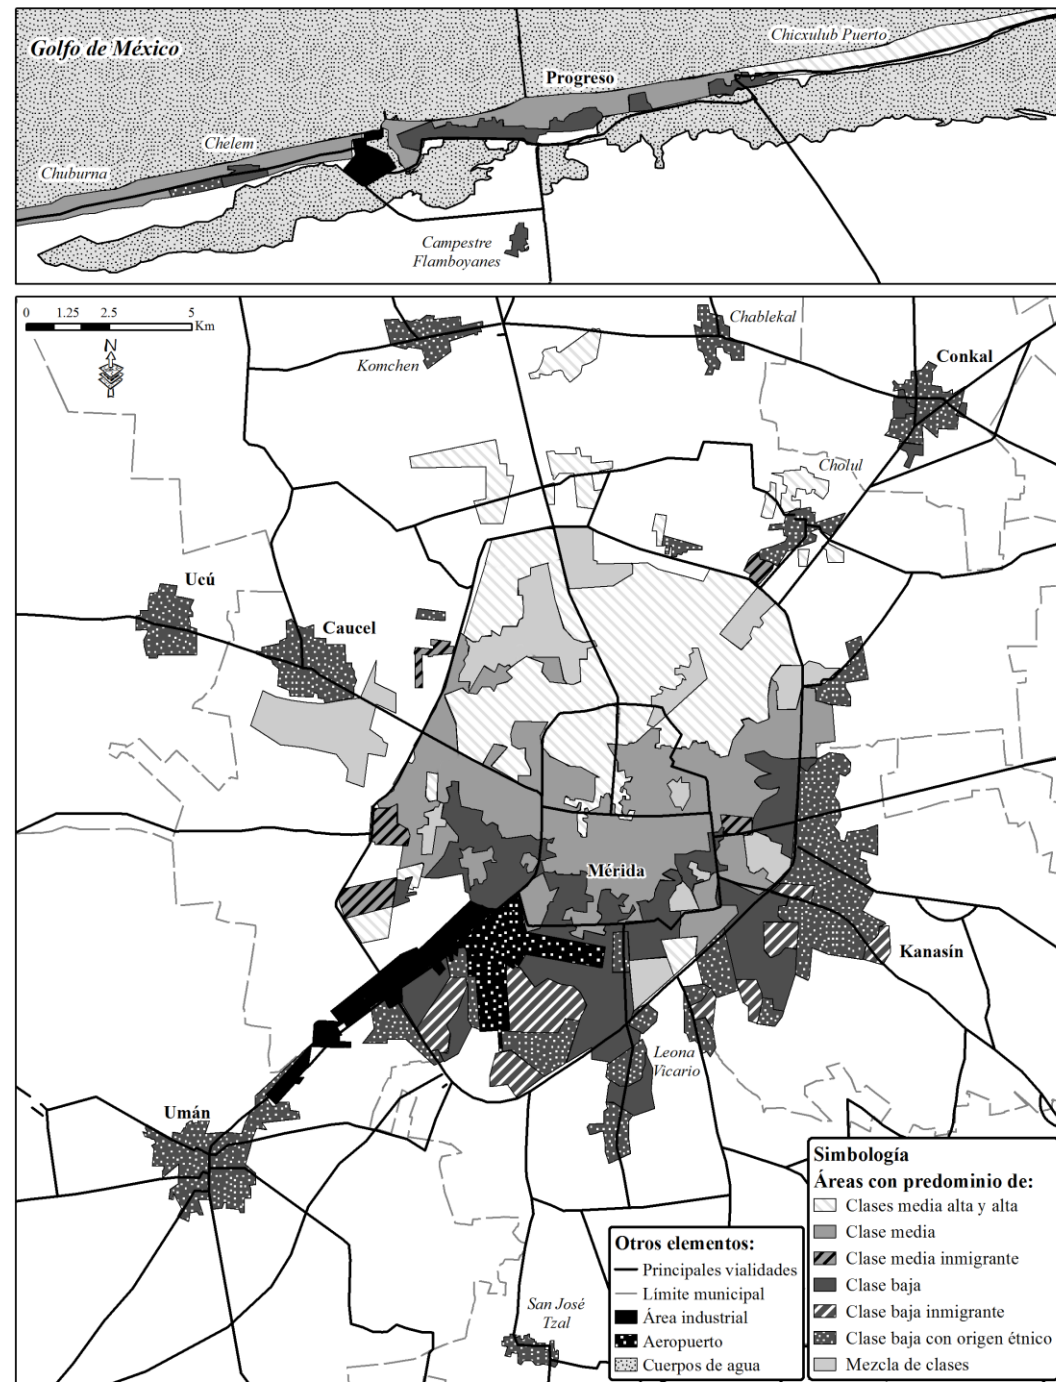 Golfo de México
Chicxulub Puerto
Progreso
Chelem
Chuburna
Campestre
Flamboyanes
0 1.25 2.5 5
Km
N
Komchen
Chablekal
Conkal
Cholul
Ucú
Caucel
Mérida
Kanasín
Leona
Vicario
Umán
San José
Tzal
Otros elementos:
Principales vialidades
Límite municipal
Área industrial
Aeropuerto
Cuerpos de agua
Simbología
Áreas con predominio de:
Clases media alta y alta
Clase media
Clase media inmigrante
Clase baja
Clase baja inmigrante
Clase baja con origen étnico
Mezcla de clases